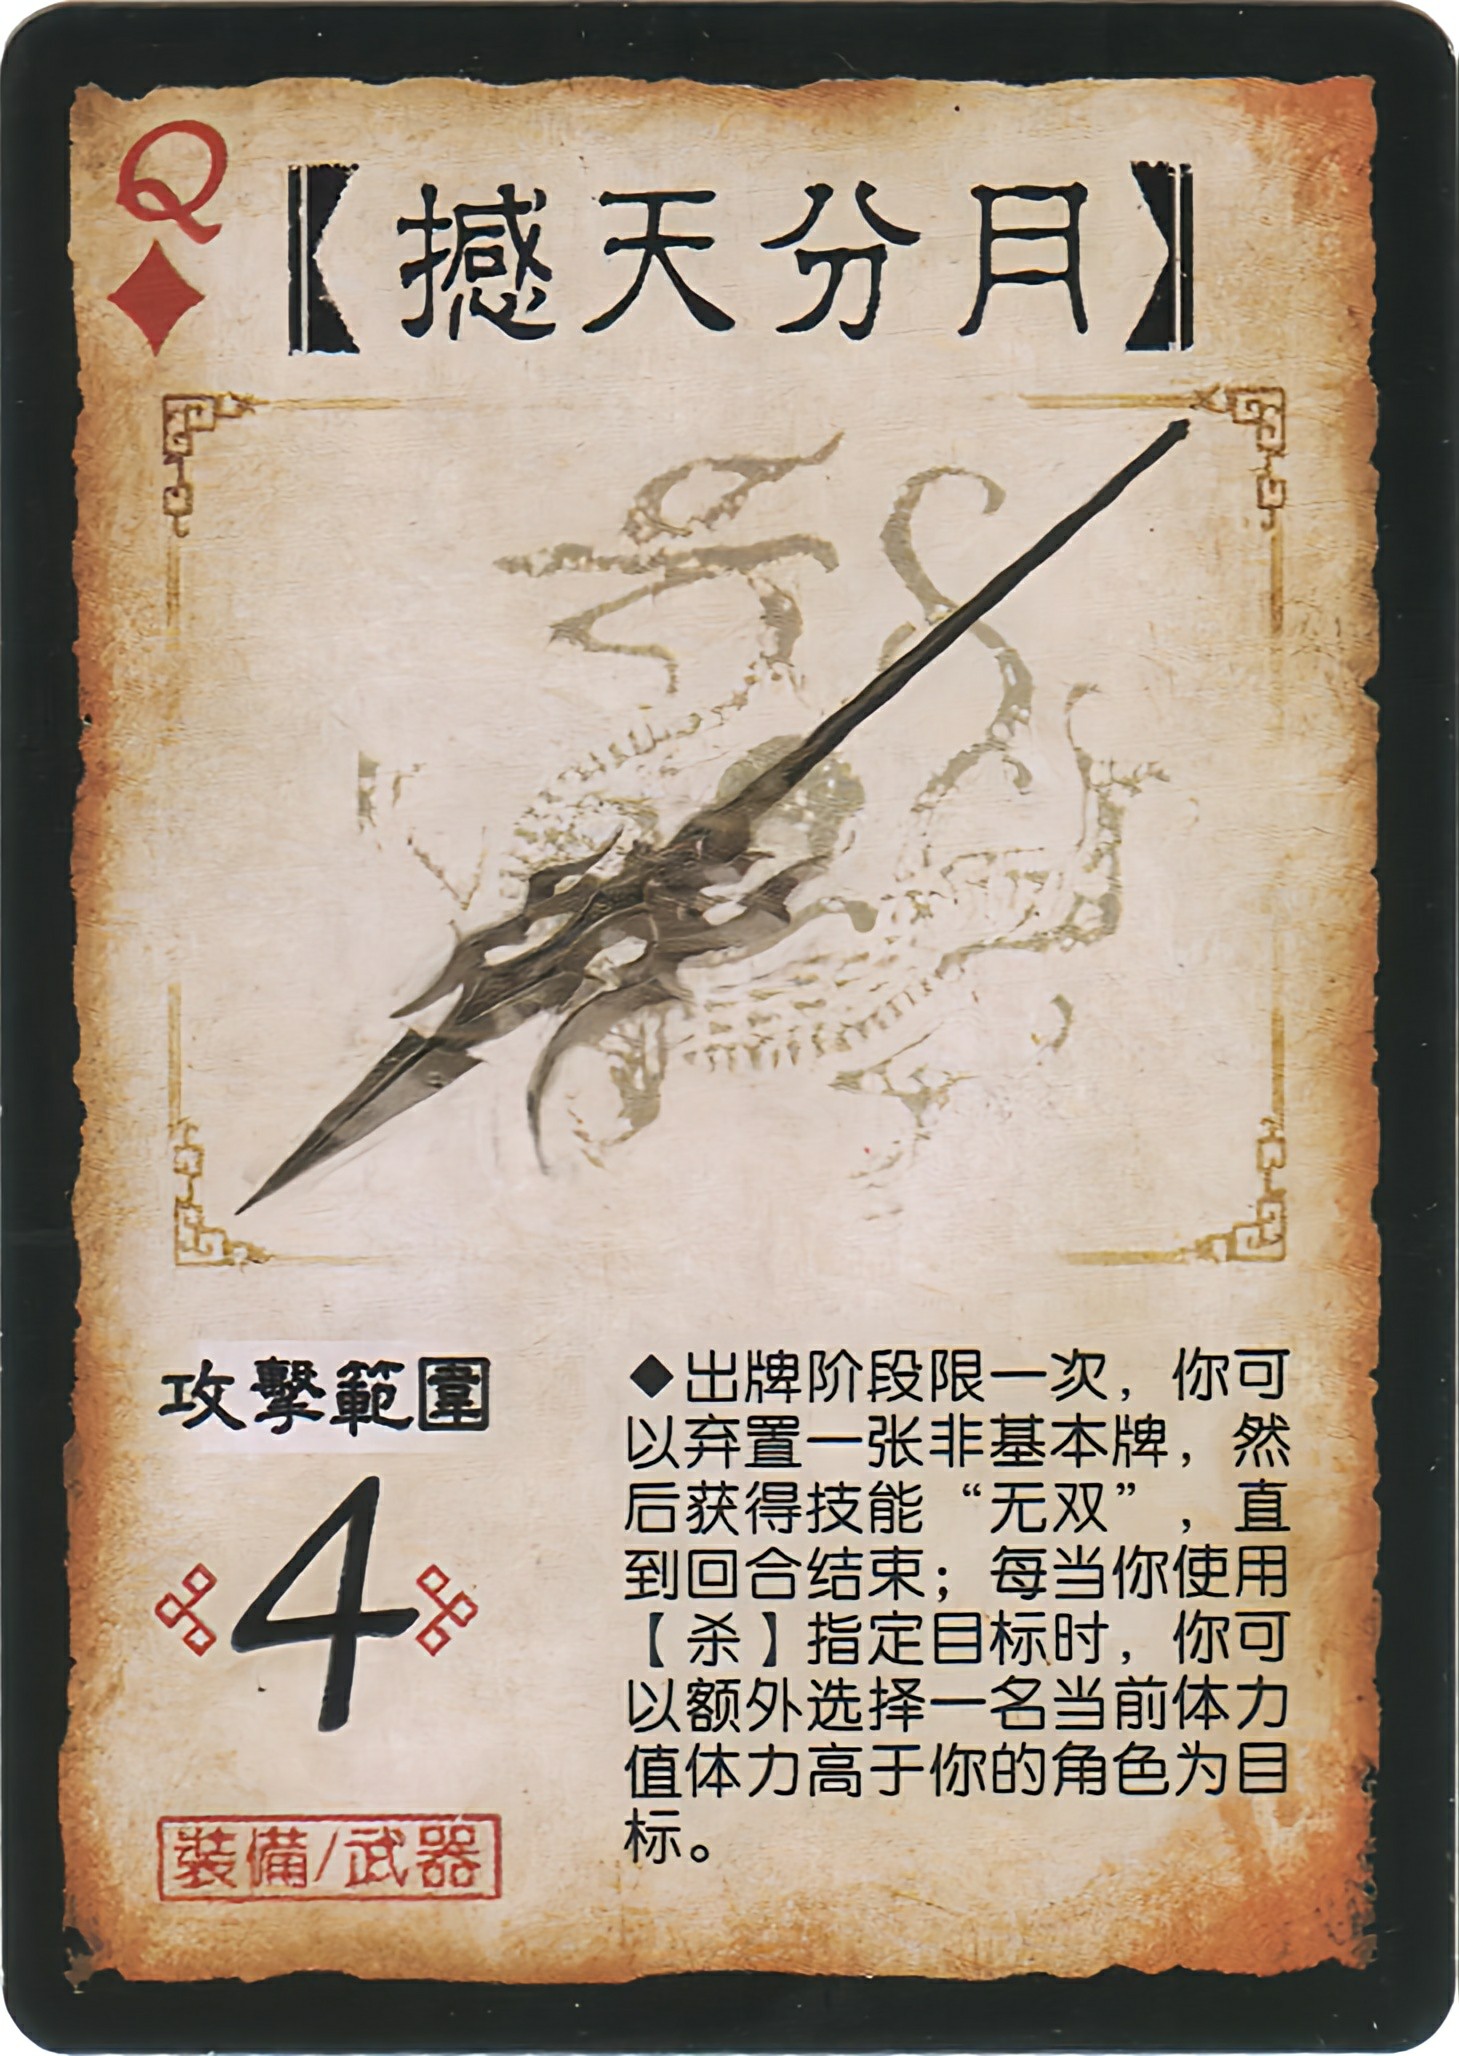 Q
【撼天分月】
攻擊範圍
4
裝備/武器
◆出牌阶段限一次，你可
以弃置一张非基本牌，然
后获得技能“无双”，直
到回合结束；每当你使用
【杀】指定目标时，你可
以额外选择一名当前体力
值体力高于你的角色为目
标。